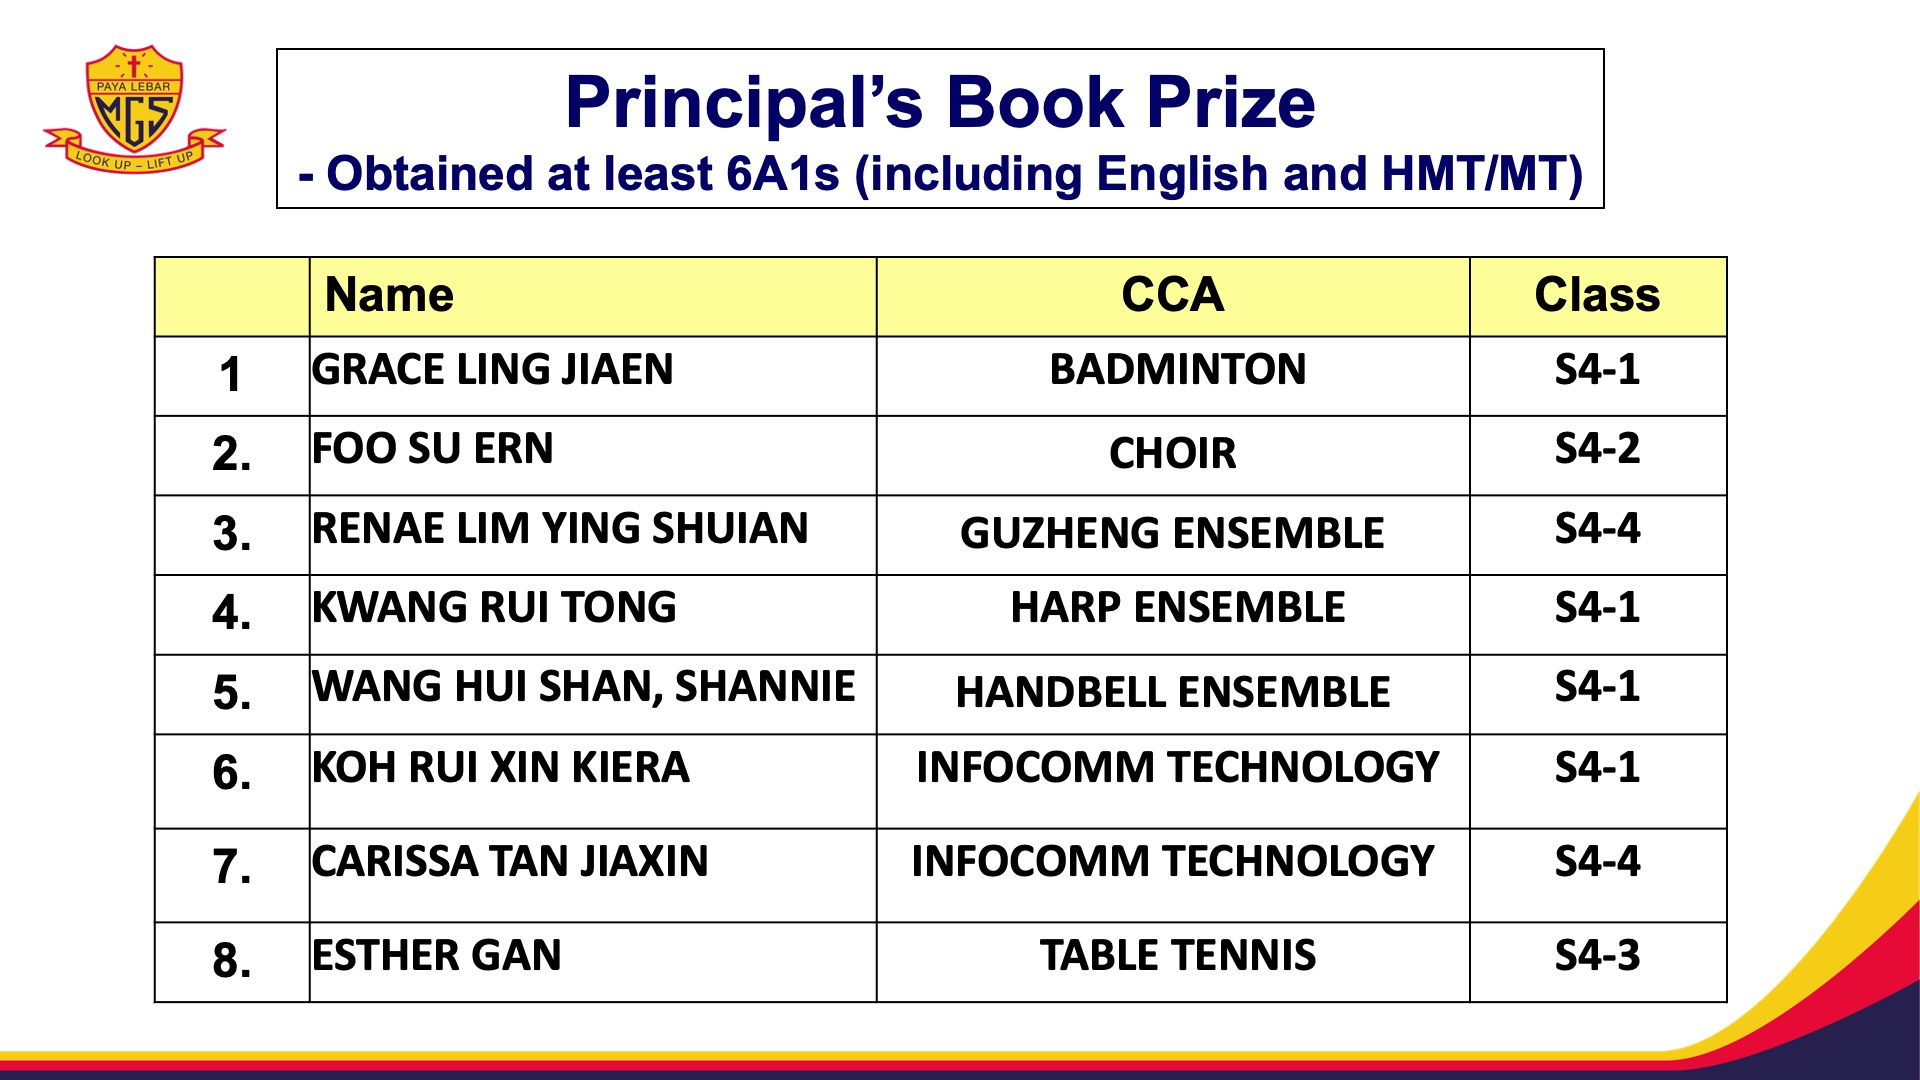 PAYA LEBAR
MGS
LOOK UP – LIFT UP
Principal’s Book Prize
- Obtained at least 6A1s (including English and HMT/MT)
Name CCA Class
1 GRACE LING JIAEN BADMINTON S4-1
2. FOO SU ERN CHOIR S4-2
3. RENAE LIM YING SHUIAN GUZHENG ENSEMBLE S4-4
4. KWANG RUI TONG HARP ENSEMBLE S4-1
5. WANG HUI SHAN, SHANNIE HANDBELL ENSEMBLE S4-1
6. KOH RUI XIN KIERA INFOCOMM TECHNOLOGY S4-1
7. CARISSA TAN JIAXIN INFOCOMM TECHNOLOGY S4-4
8. ESTHER GAN TABLE TENNIS S4-3